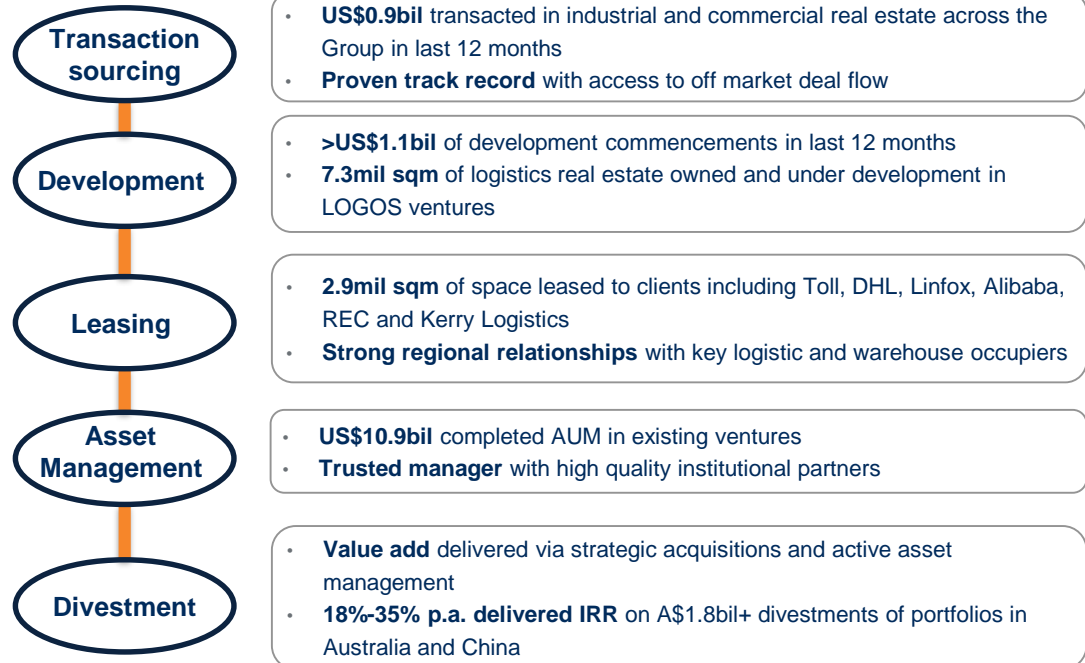 Transaction
sourcing
• US$0.9bil transacted in industrial and commercial real estate across the
Group in last 12 months
• Proven track record with access to off market deal flow
Development
• >US$1.1bil of development commencements in last 12 months
• 7.3mil sqm of logistics real estate owned and under development in
LOGOS ventures
Leasing
• 2.9mil sqm of space leased to clients including Toll, DHL, Linfox, Alibaba,
REC and Kerry Logistics
• Strong regional relationships with key logistic and warehouse occupiers
Asset
Management
• US$10.9bil completed AUM in existing ventures
• Trusted manager with high quality institutional partners
Divestment
• Value add delivered via strategic acquisitions and active asset
management
• 18%-35% p.a. delivered IRR on A$1.8bil+ divestments of portfolios in
Australia and China